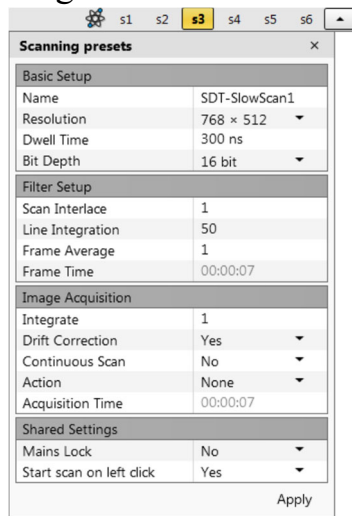 s1 s2 s3 s4 s5 s6
Scanning presets ×
Basic Setup
Name SDT-SlowScan1
Resolution 768 × 512
Dwell Time 300 ns
Bit Depth 16 bit
Filter Setup
Scan Interlace 1
Line Integration 50
Frame Average 1
Frame Time 00:00:07
Image Acquisition
Integrate 1
Drift Correction Yes
Continuous Scan No
Action None
Acquisition Time 00:00:07
Shared Settings
Mains Lock No
Start scan on left click Yes
Apply